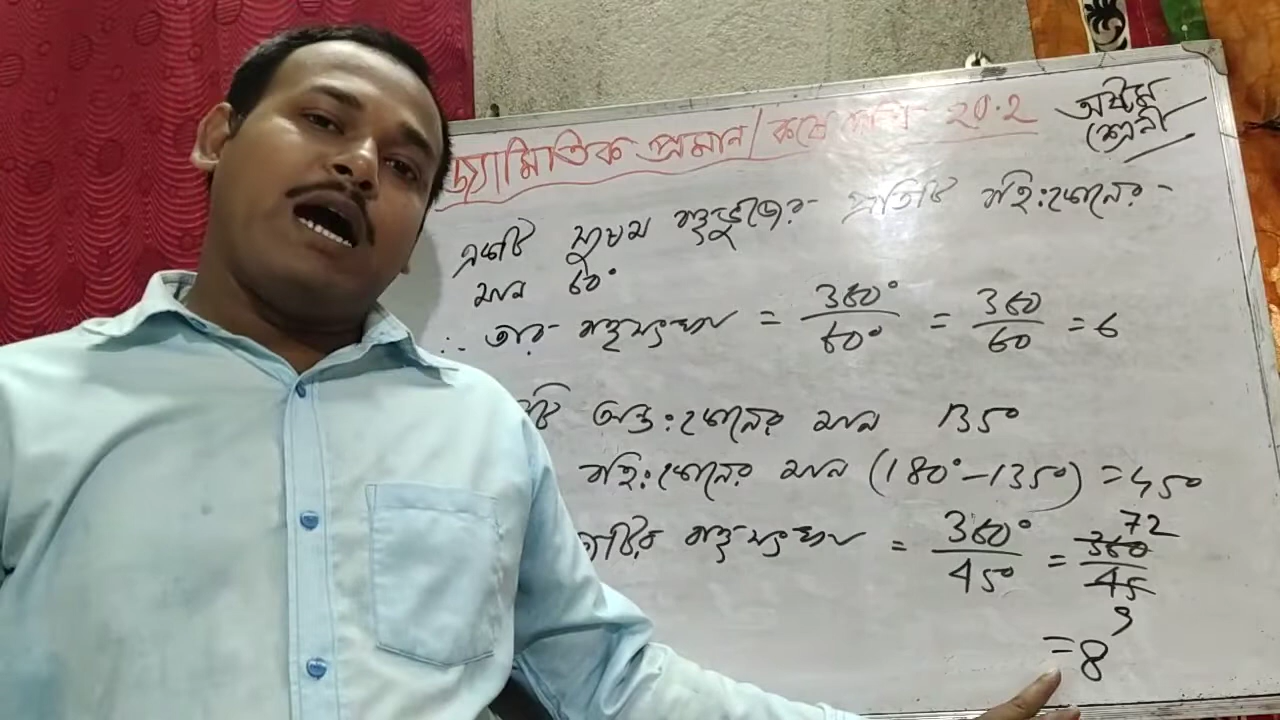 জ্যামিতিক প্রমাণ / কষে দেখি 20.2
অষ্টম
শ্রেণী
একটি সুষম বহুভুজের প্রতিটি বহিঃকোণের
মান 60°
∴ তার বাহুসংখ্যা = 360° / 60° = 360 / 60 = 6
টি অন্তঃকোণের মান 135°
বহিঃকোণের মান (180° - 135°) = 45°
বাহুসংখ্যা = 360° / 45° = 360 / 45
72
9
= 8